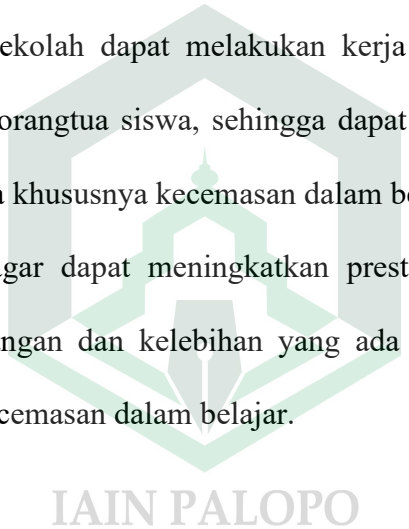 ekolah dapat melakukan kerja
orangtua siswa, sehingga dapat
khususnya kecemasan dalam be
gar dapat meningkatkan prest
ngan dan kelebihan yang ada
cemasan dalam belajar.
IAIN PALOPO